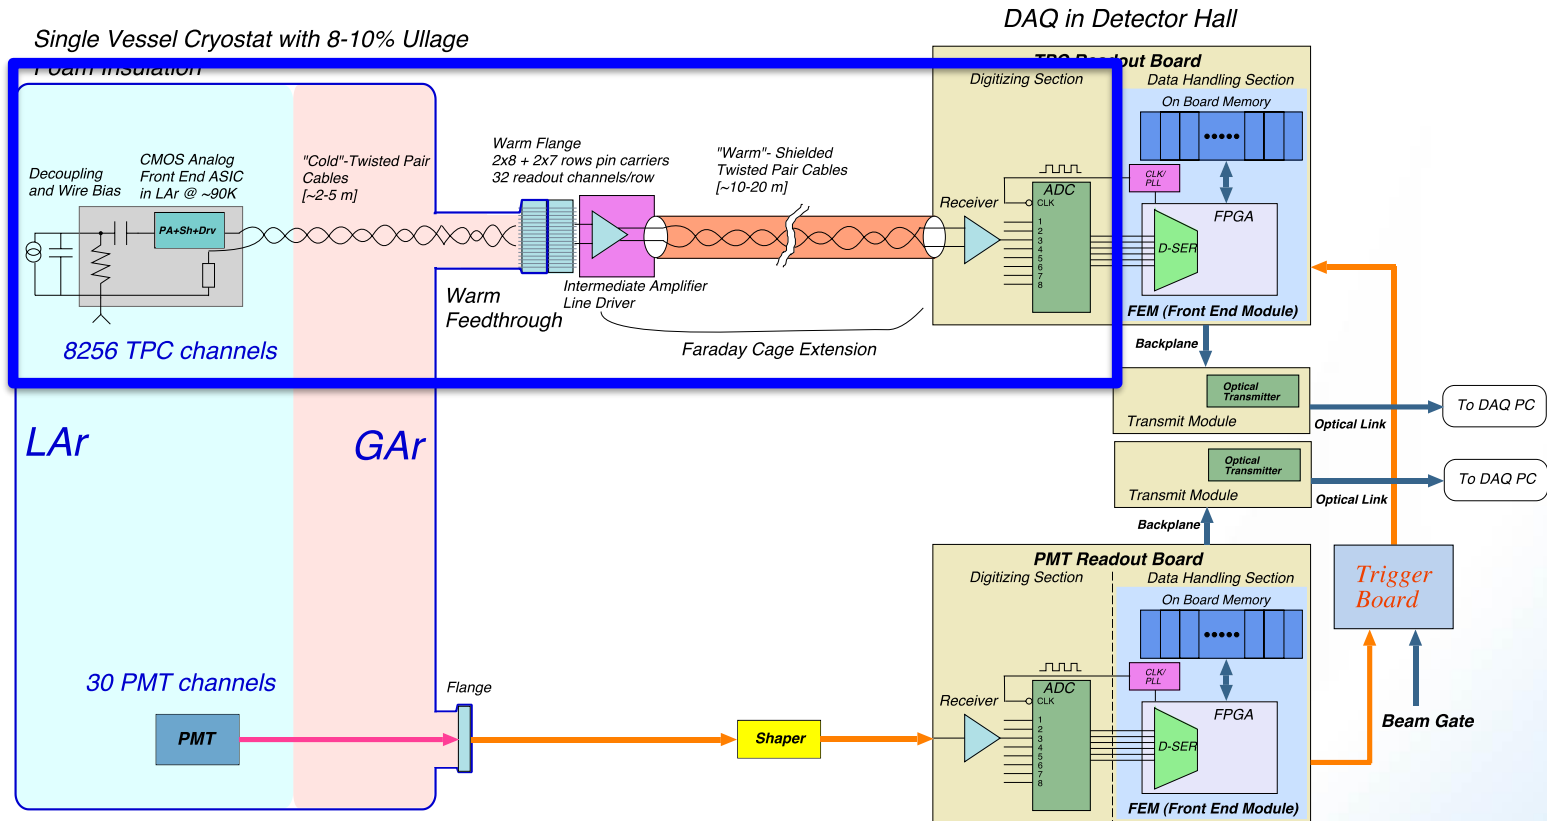 DAQ in Detector Hall
Single Vessel Cryostat with 8-10% Ullage
Foam Insulation
TPC Readout Board
Digitizing Section
Data Handling Section
On Board Memory
Decoupling
and Wire Bias
CMOS Analog
Front End ASIC
in LAr @ ~90K
PA+Sh+Drv
"Cold"-Twisted Pair
Cables
[~2-5 m]
Warm Flange
2x8 + 2x7 rows pin carriers
32 readout channels/row
"Warm"- Shielded
Twisted Pair Cables
[~10-20 m]
Receiver
ADC
CLK
1
2
3
4
5
6
7
8
CLK/
PLL
FPGA
D-SER
FEM (Front End Module)
Intermediate Amplifier
Line Driver
Warm
Feedthrough
Faraday Cage Extension
8256 TPC channels
Backplane
Optical
Transmitter
Transmit Module
Optical Link
To DAQ PC
LAr
GAr
Optical
Transmitter
Transmit Module
Optical Link
To DAQ PC
Backplane
PMT Readout Board
Digitizing Section
Data Handling Section
On Board Memory
Trigger
Board
Beam Gate
30 PMT channels
PMT
Flange
Shaper
Receiver
ADC
CLK
1
2
3
4
5
6
7
8
CLK/
PLL
FPGA
D-SER
FEM (Front End Module)